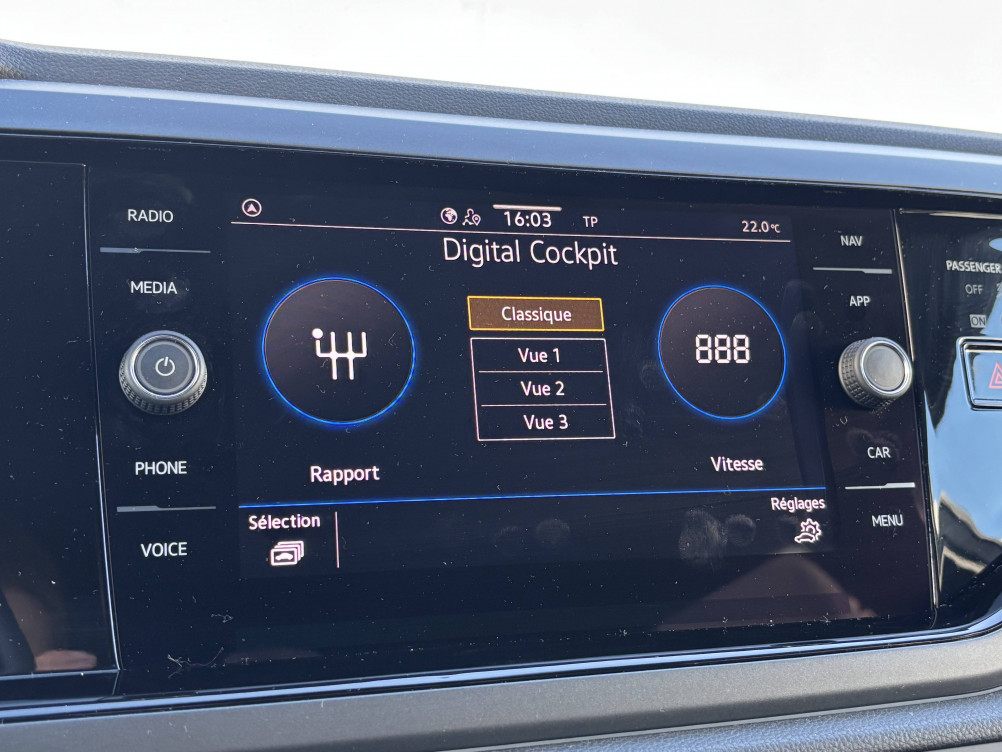 RADIO
MEDIA
PHONE
VOICE
16:03 TP
22.0°C
Digital Cockpit
Classique
Vue 1
Vue 2
Vue 3
Rapport
888
Vitesse
Sélection
Réglages
NAV
APP
CAR
MENU
PASSENGER
OFF
ON